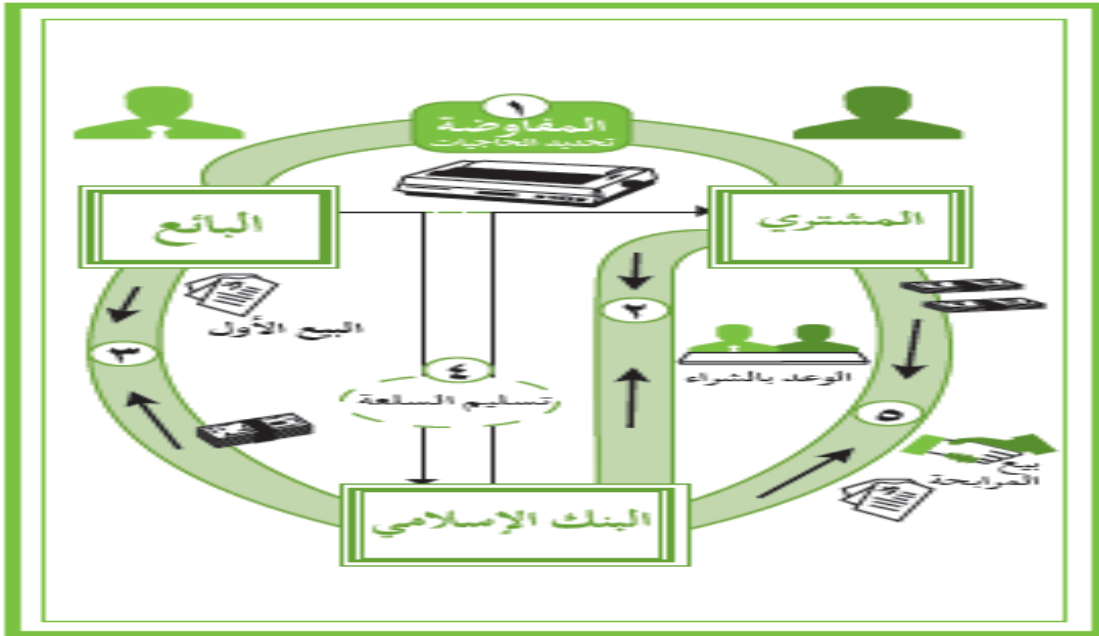 ١
المفاوضة
تحديد الحاجيات
البائع
المشتري
٢
البيع الأول
٣
الوعد بالشراء
٤
تسليم السلعة
٥
بيع
المرابحة
البنك الإسلامي